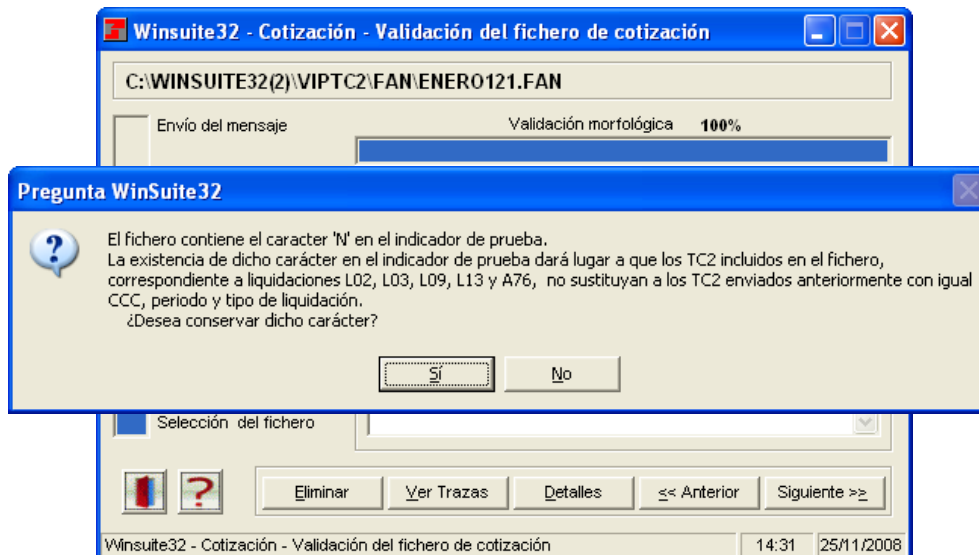 Winsuite32 - Cotización - Validación del fichero de cotización
C:\WINSUITE32(2)\VIPTC2\FAN\ENERO121.FAN
Envío del mensaje
Validación morfológica 100%
Pregunta WinSuite32
El fichero contiene el caracter 'N' en el indicador de prueba.
La existencia de dicho carácter en el indicador de prueba dará lugar a que los TC2 incluidos en el fichero,
correspondiente a liquidaciones L02, L03, L09, L13 y A76, no sustituyan a los TC2 enviados anteriormente con igual
CCC, periodo y tipo de liquidación.
¿Desea conservar dicho carácter?
Sí No
Selección del fichero
Eliminar Ver Trazas Detalles << Anterior Siguiente >>
Winsuite32 - Cotización - Validación del fichero de cotización 14:31 25/11/2008